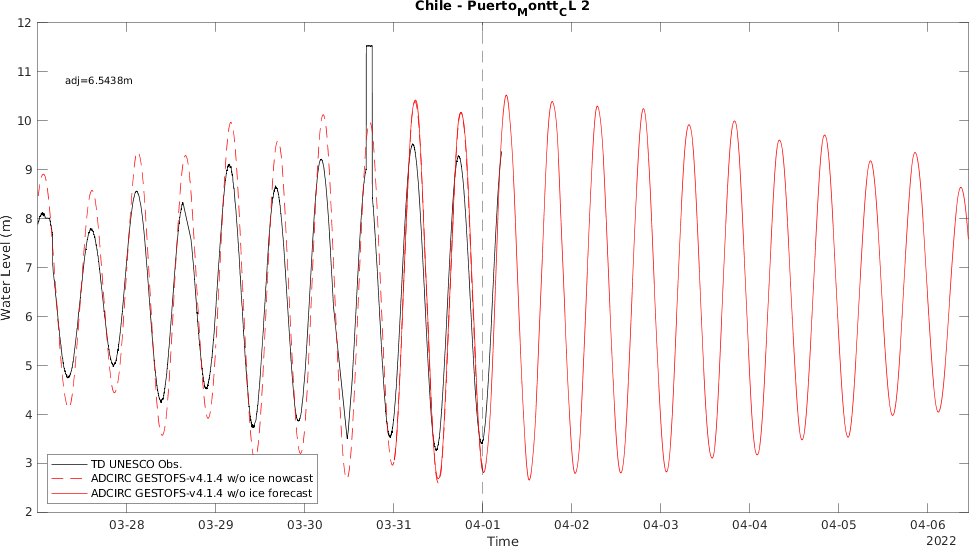 Chile - PuertoMonttCL 2
adj=6.5438m
Water Level (m)
12
11
10
9
8
7
6
5
4
3
2
TD UNESCO Obs.
ADCIRC GESTOFS-v4.1.4 w/o ice nowcast
ADCIRC GESTOFS-v4.1.4 w/o ice forecast
03-28 03-29 03-30 03-31 04-01 04-02 04-03 04-04 04-05 04-06
Time
2022